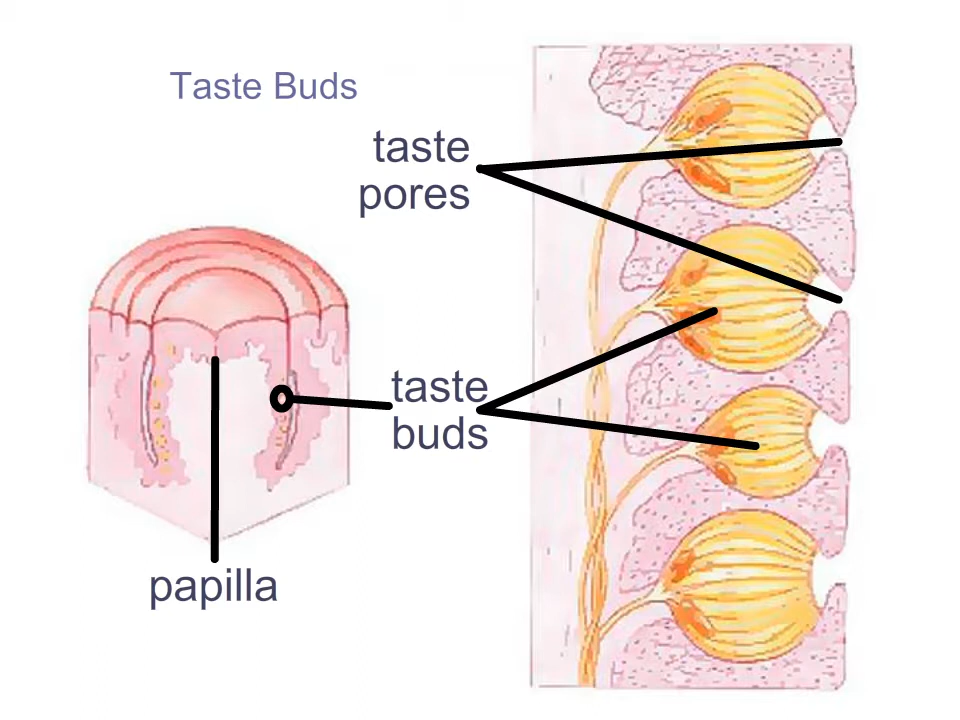 Taste Buds
taste
pores
taste
buds
papilla